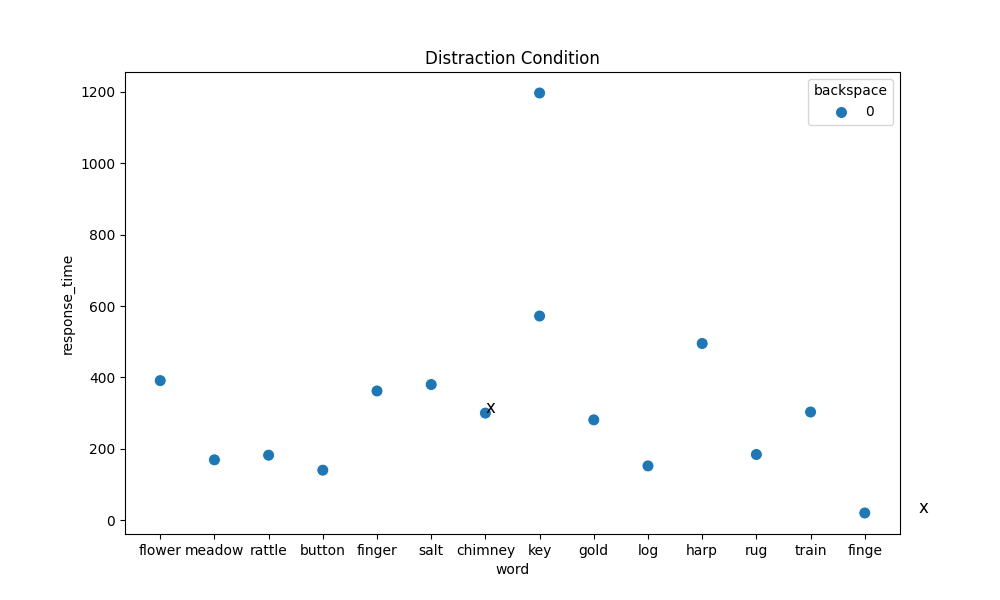 Distraction Condition
backspace
0
1200
1000
800
600
400
200
0
response_time
x
x
flower meadow rattle button finger salt chimney key gold log harp rug train finge
word